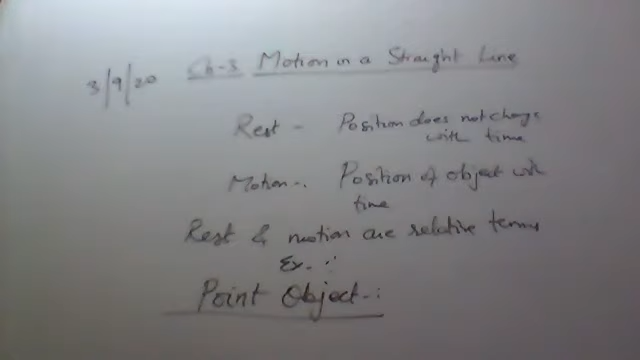 3/9/20 Ch-3 Motion in a Straight Line
Rest - Position does not change
with time
Motion-: Position of object with
time
Rest & motion are relative terms
Ex. -:
Point Object-: